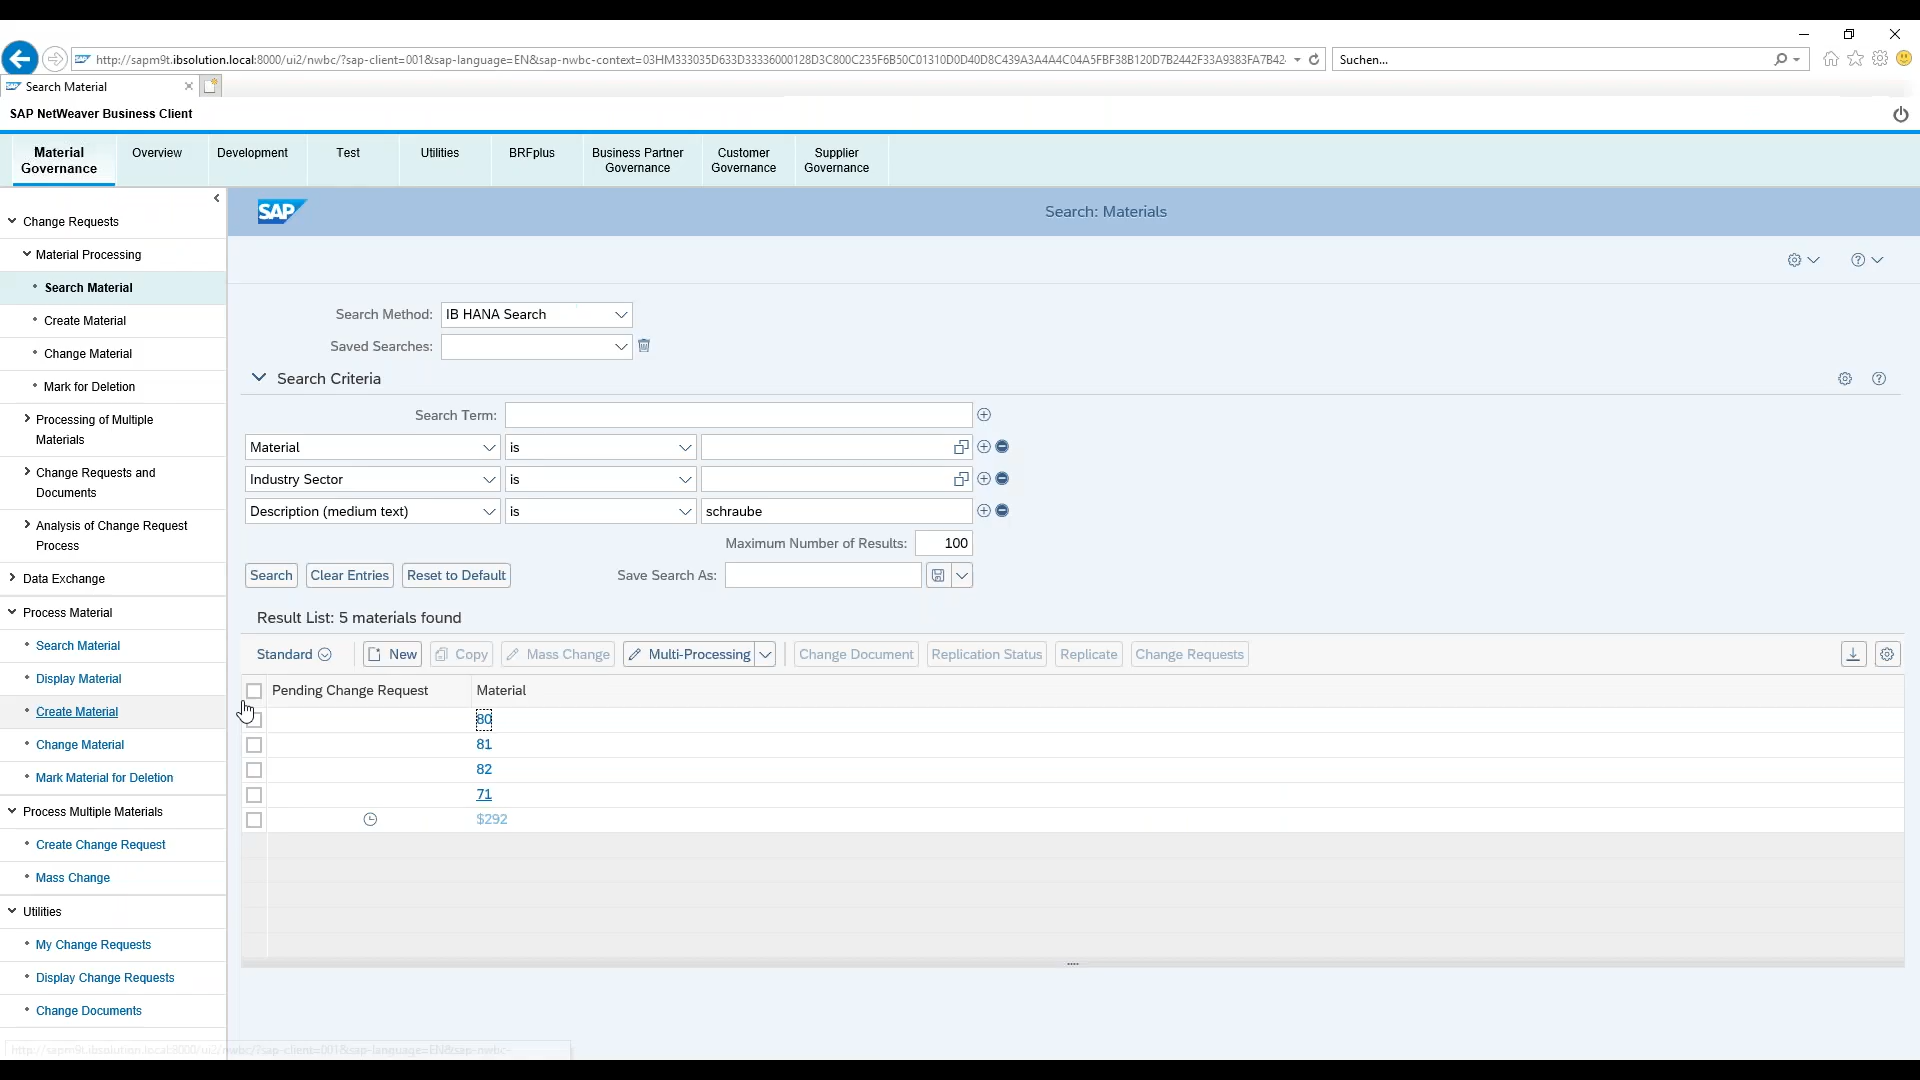 http://sapm9t.ibsolution.local:8000/ui2/nwbc/?sap-client=001&sap-language=EN&sap-nwbc-context=03HM333035D633D33336000128D3C800C235F6B50C01310D0D40D8C439A3A4A4C04A5FBF38B120D7B2442F33A9383FA7B42
Suchen...
Search Material
SAP NetWeaver Business Client
Material Governance
Overview
Development
Test
Utilities
BRFplus
Business Partner Governance
Customer Governance
Supplier Governance
SAP
Search: Materials
Change Requests
Material Processing
Search Material
Create Material
Change Material
Mark for Deletion
Processing of Multiple
Materials
Change Requests and
Documents
Analysis of Change Request
Process
Data Exchange
Process Material
Search Material
Display Material
Create Material
Change Material
Mark Material for Deletion
Process Multiple Materials
Create Change Request
Mass Change
Utilities
My Change Requests
Display Change Requests
Change Documents
Search Method: IB HANA Search
Saved Searches:
Search Criteria
Search Term:
Material is
Industry Sector is
Description (medium text) is schraube
Maximum Number of Results: 100
Search Clear Entries Reset to Default Save Search As:
Result List: 5 materials found
Standard New Copy Mass Change Multi-Processing Change Document Replication Status Replicate Change Requests
Pending Change Request Material
80
81
82
71
$292